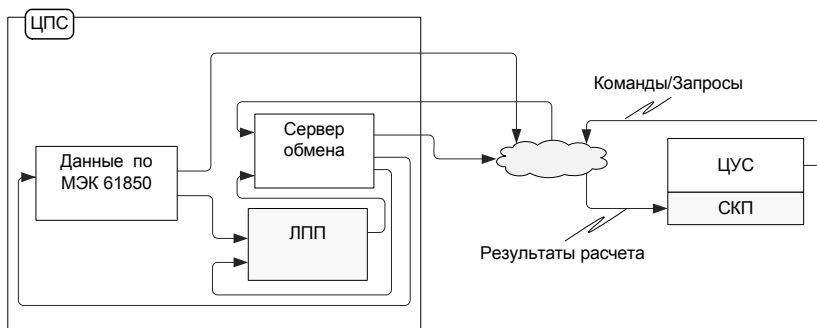 ЦПС
Команды/Запросы
Сервер
обмена
Данные по
МЭК 61850
ЦУС
СКП
ЛПП
Результаты расчета